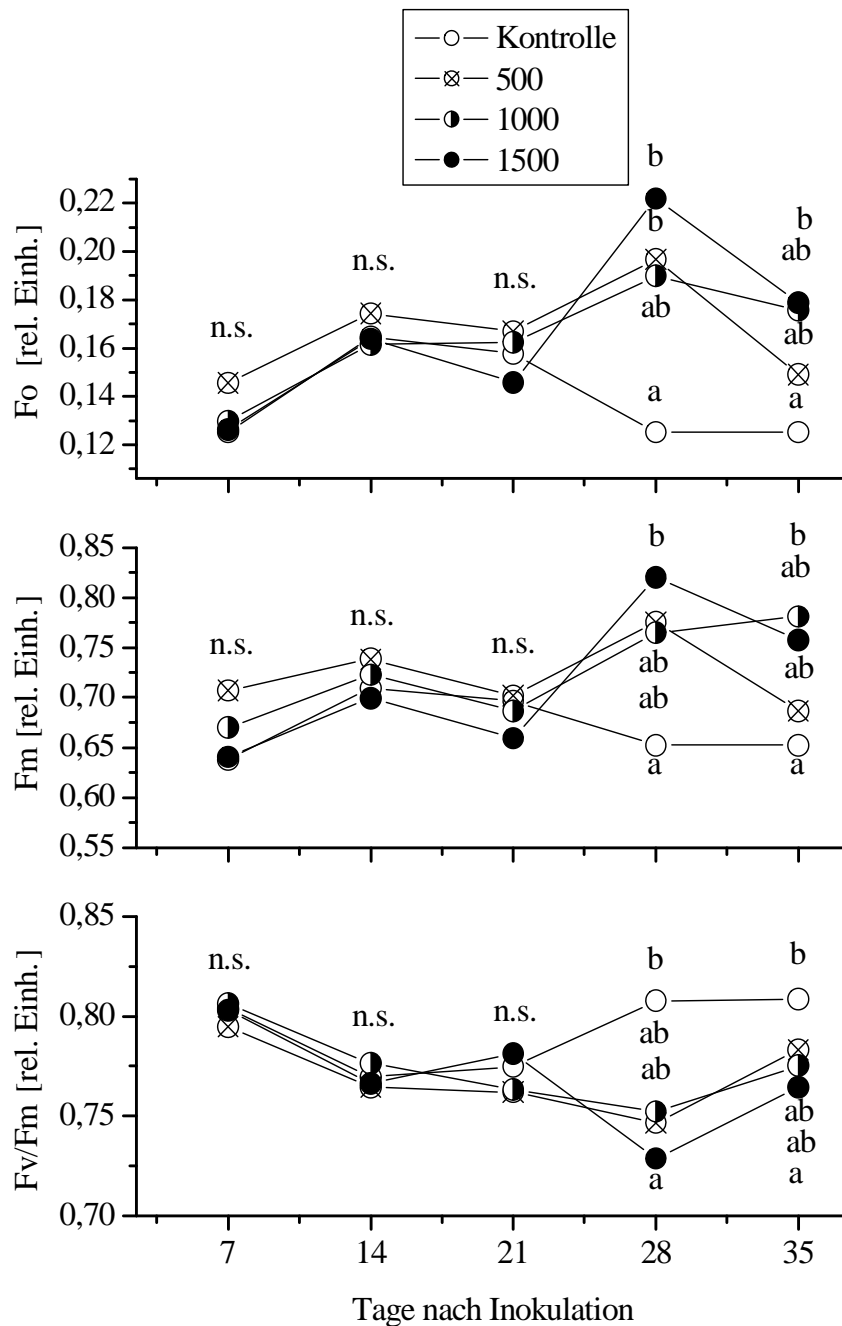 Kontrolle
500
1000
1500
Fo [rel. Einh.]
0,22
0,20
0,18
0,16
0,14
0,12
n.s.
n.s.
n.s.
b
b
ab
a
b
ab
ab
a
Fm [rel. Einh.]
0,85
0,80
0,75
0,70
0,65
0,60
0,55
n.s.
n.s.
n.s.
b
ab
ab
a
b
ab
ab
a
Fv/Fm [rel. Einh.]
0,85
0,80
0,75
0,70
n.s.
n.s.
n.s.
b
ab
ab
a
b
ab
ab
a
7 14 21 28 35
Tage nach Inokulation